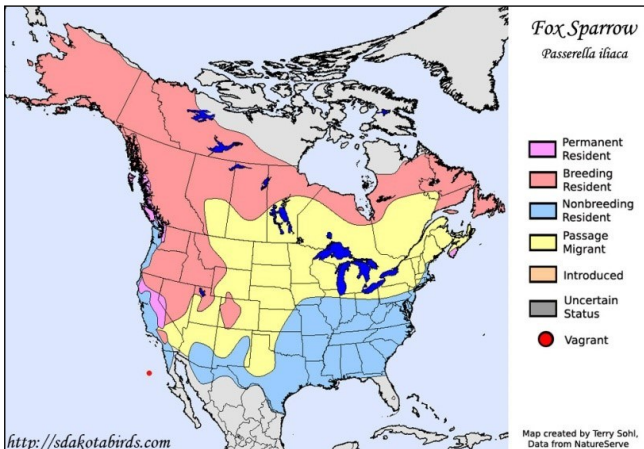 Fox Sparrow
Passerella iliaca
Permanent
Resident
Breeding
Resident
Nonbreeding
Resident
Passage
Migrant
Introduced
Uncertain
Status
Vagrant
Map created by Terry Sohl,
Data from NatureServe
http://sdakotabirds.com